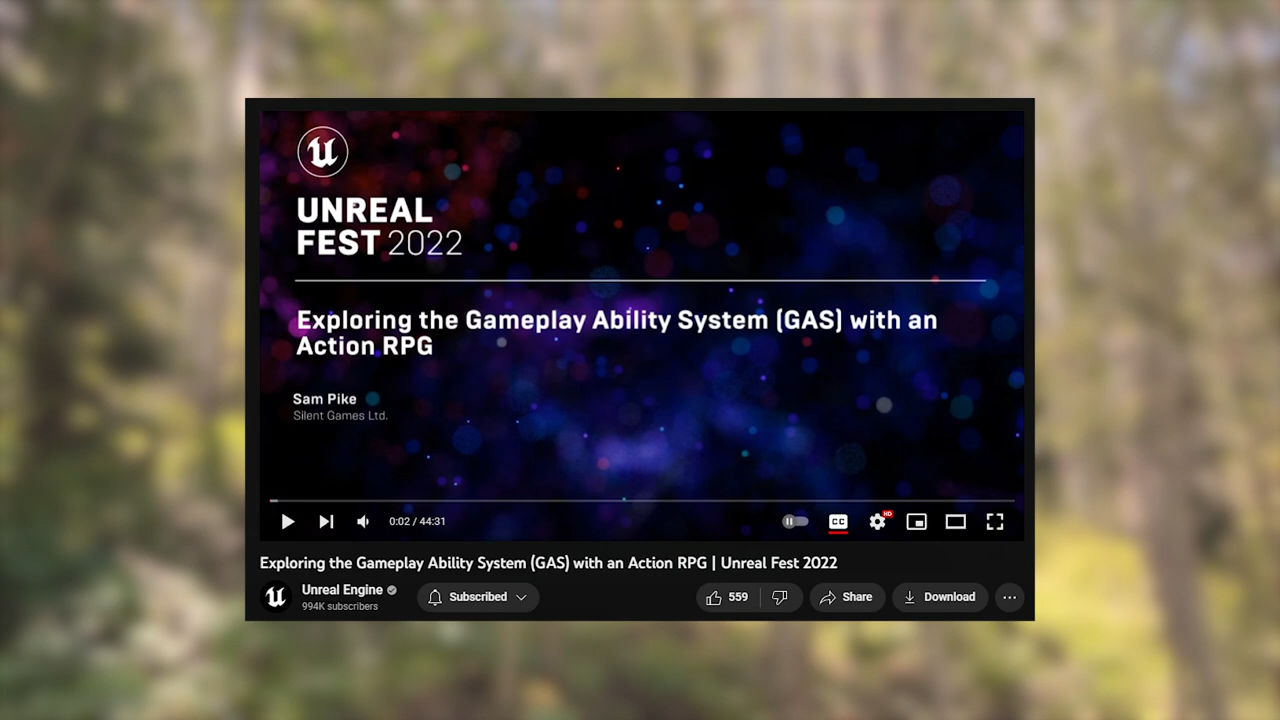 UNREAL
FEST 2022
Exploring the Gameplay Ability System (GAS) with an
Action RPG
Sam Pike
Silent Games Ltd.
0:02 / 44:31
CC
HD
Exploring the Gameplay Ability System (GAS) with an Action RPG | Unreal Fest 2022
Unreal Engine
994K subscribers
Subscribed
559
Share
Download